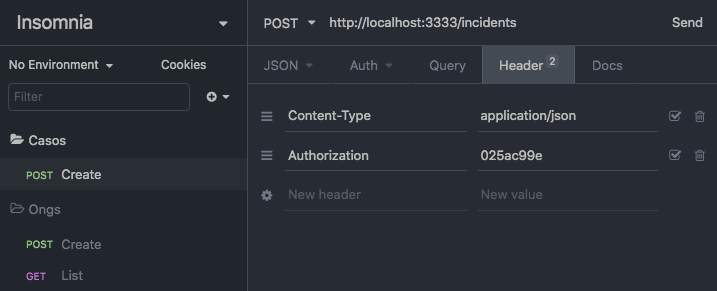 Insomnia
POST http://localhost:3333/incidents Send
No Environment Cookies
JSON Auth Query Header 2 Docs
Filter
Content-Type application/json
Casos
Authorization 025ac99e
POST Create
New header New value
Ongs
POST Create
GET List